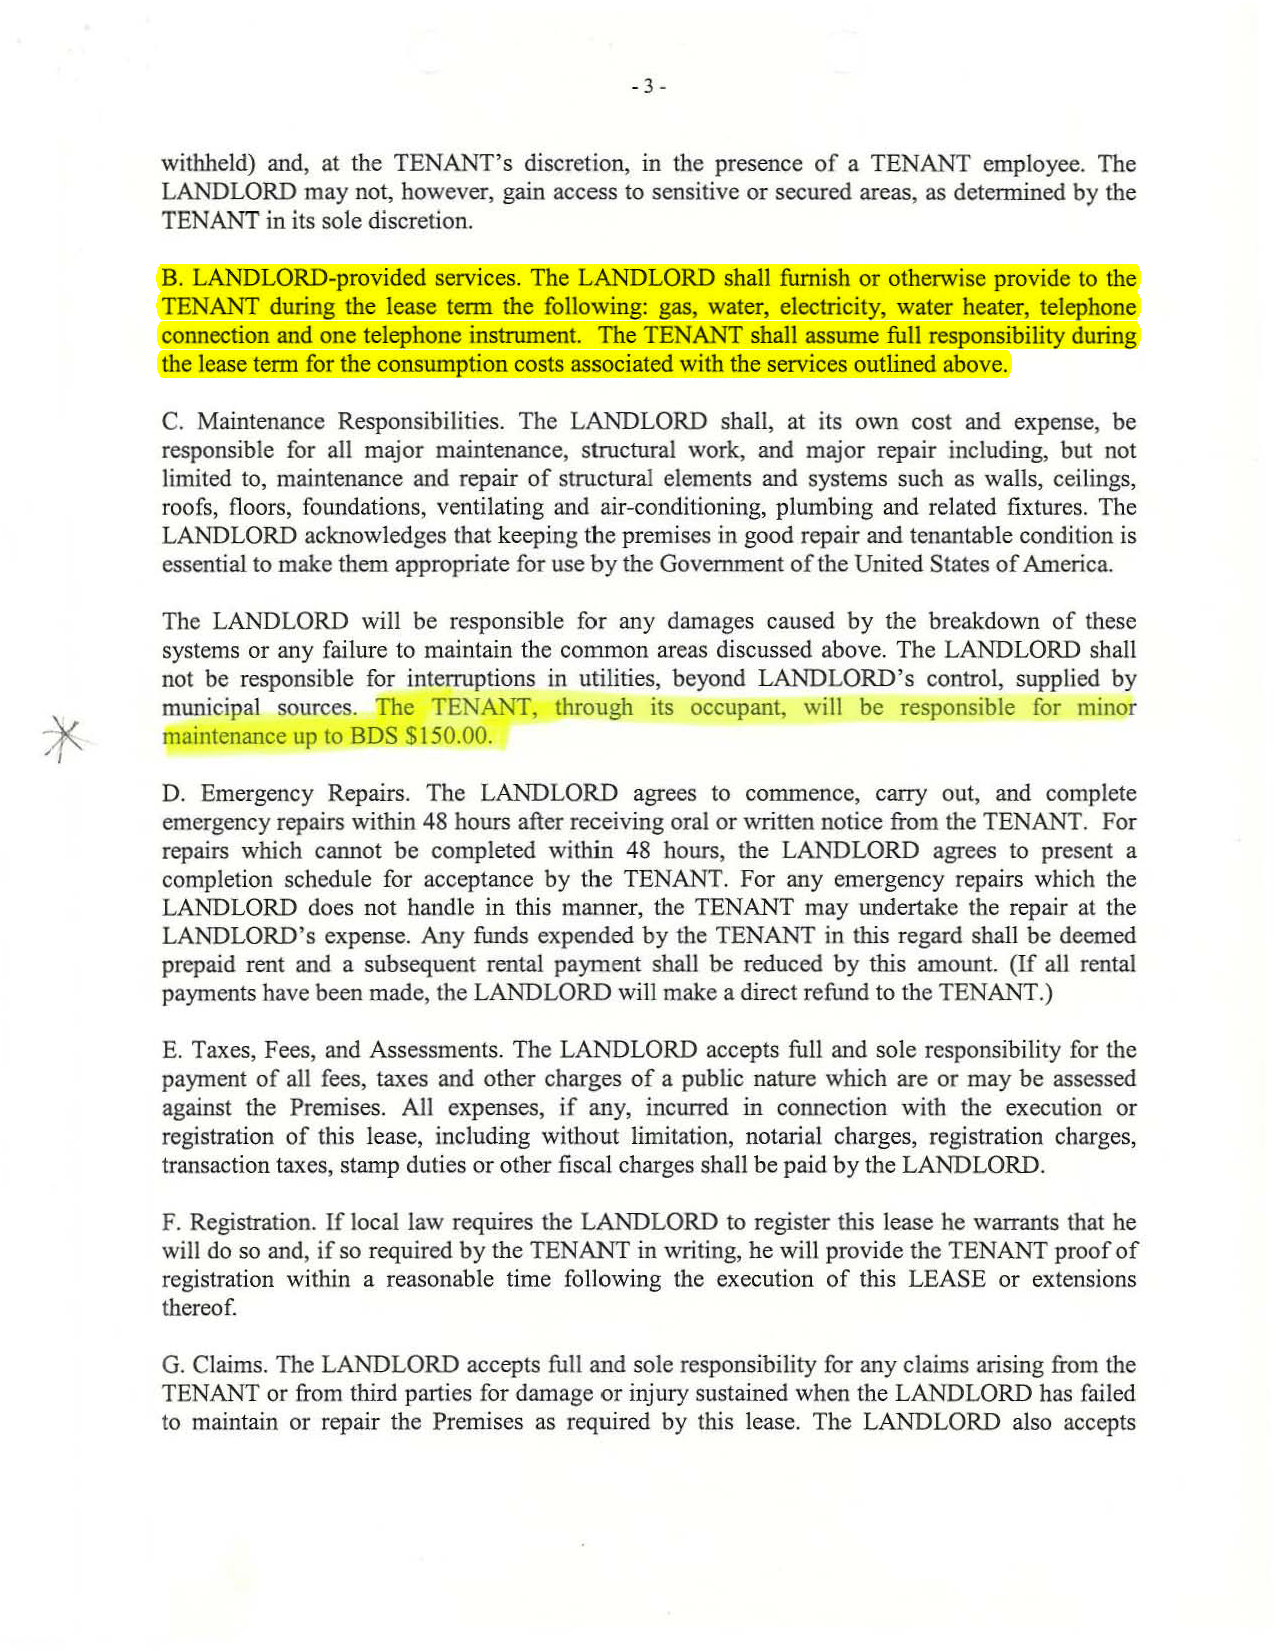 - 3 -
withheld) and, at the TENANT's discretion, in the presence of a TENANT employee. The
LANDLORD may not, however, gain access to sensitive or secured areas, as determined by the
TENANT in its sole discretion.
B. LANDLORD-provided services. The LANDLORD shall furnish or otherwise provide to the
TENANT during the lease term the following: gas, water, electricity, water heater, telephone
connection and one telephone instrument. The TENANT shall assume full responsibility during
the lease term for the consumption costs associated with the services outlined above.
C. Maintenance Responsibilities. The LANDLORD shall, at its own cost and expense, be
responsible for all major maintenance, structural work, and major repair including, but not
limited to, maintenance and repair of structural elements and systems such as walls, ceilings,
roofs, floors, foundations, ventilating and air-conditioning, plumbing and related fixtures. The
LANDLORD acknowledges that keeping the premises in good repair and tenantable condition is
essential to make them appropriate for use by the Government of the United States of America.
The LANDLORD will be responsible for any damages caused by the breakdown of these
systems or any failure to maintain the common areas discussed above. The LANDLORD shall
not be responsible for interruptions in utilities, beyond LANDLORD's control, supplied by
municipal sources. The TENANT, through its occupant, will be responsible for minor
maintenance up to BDS $150.00.
D. Emergency Repairs. The LANDLORD agrees to commence, carry out, and complete
emergency repairs within 48 hours after receiving oral or written notice from the TENANT. For
repairs which cannot be completed within 48 hours, the LANDLORD agrees to present a
completion schedule for acceptance by the TENANT. For any emergency repairs which the
LANDLORD does not handle in this manner, the TENANT may undertake the repair at the
LANDLORD's expense. Any funds expended by the TENANT in this regard shall be deemed
prepaid rent and a subsequent rental payment shall be reduced by this amount. (If all rental
payments have been made, the LANDLORD will make a direct refund to the TENANT.)
E. Taxes, Fees, and Assessments. The LANDLORD accepts full and sole responsibility for the
payment of all fees, taxes and other charges of a public nature which are or may be assessed
against the Premises. All expenses, if any, incurred in connection with the execution or
registration of this lease, including without limitation, notarial charges, registration charges,
transaction taxes, stamp duties or other fiscal charges shall be paid by the LANDLORD.
F. Registration. If local law requires the LANDLORD to register this lease he warrants that he
will do so and, if so required by the TENANT in writing, he will provide the TENANT proof of
registration within a reasonable time following the execution of this LEASE or extensions
thereof.
G. Claims. The LANDLORD accepts full and sole responsibility for any claims arising from the
TENANT or from third parties for damage or injury sustained when the LANDLORD has failed
to maintain or repair the Premises as required by this lease. The LANDLORD also accepts